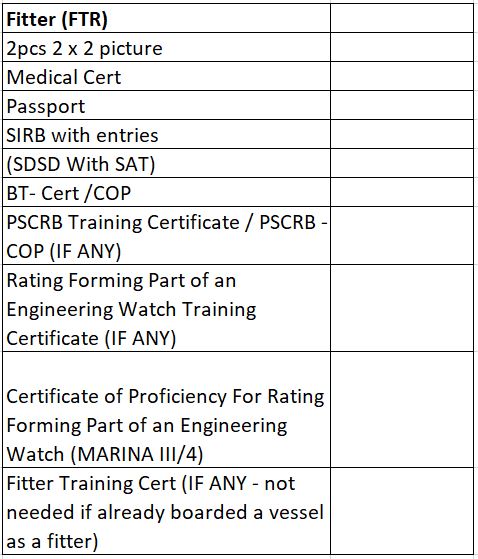 Fitter (FTR)
2pcs 2 x 2 picture
Medical Cert
Passport
SIRB with entries
(SDSD With SAT)
BT- Cert /COP
PSCRB Training Certificate / PSCRB -
COP (IF ANY)
Rating Forming Part of an
Engineering Watch Training
Certificate (IF ANY)
Certificate of Proficiency For Rating
Forming Part of an Engineering
Watch (MARINA III/4)
Fitter Training Cert (IF ANY - not
needed if already boarded a vessel
as a fitter)